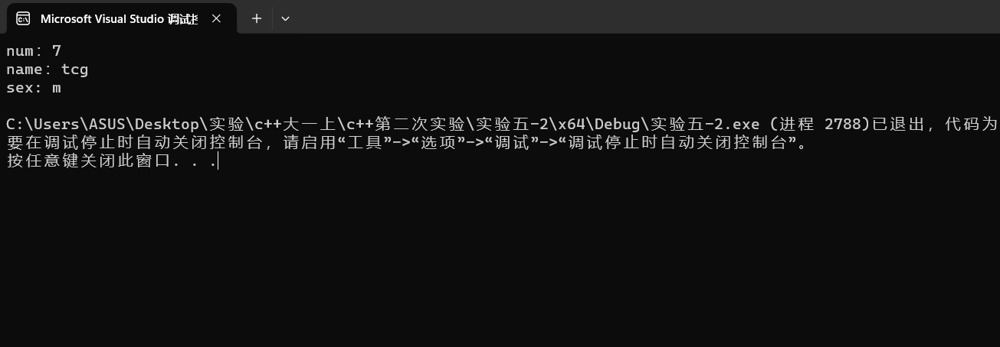 Microsoft Visual Studio 调试
num: 7
name: tcg
sex: m
C:\Users\ASUS\Desktop\实验\c++大一上\c++第二次实验\实验五-2\x64\Debug\实验五-2.exe (进程 2788)已退出，代码为
要在调试停止时自动关闭控制台，请启用“工具”->“选项”->“调试”->“调试停止时自动关闭控制台”。
按任意键关闭此窗口. . .